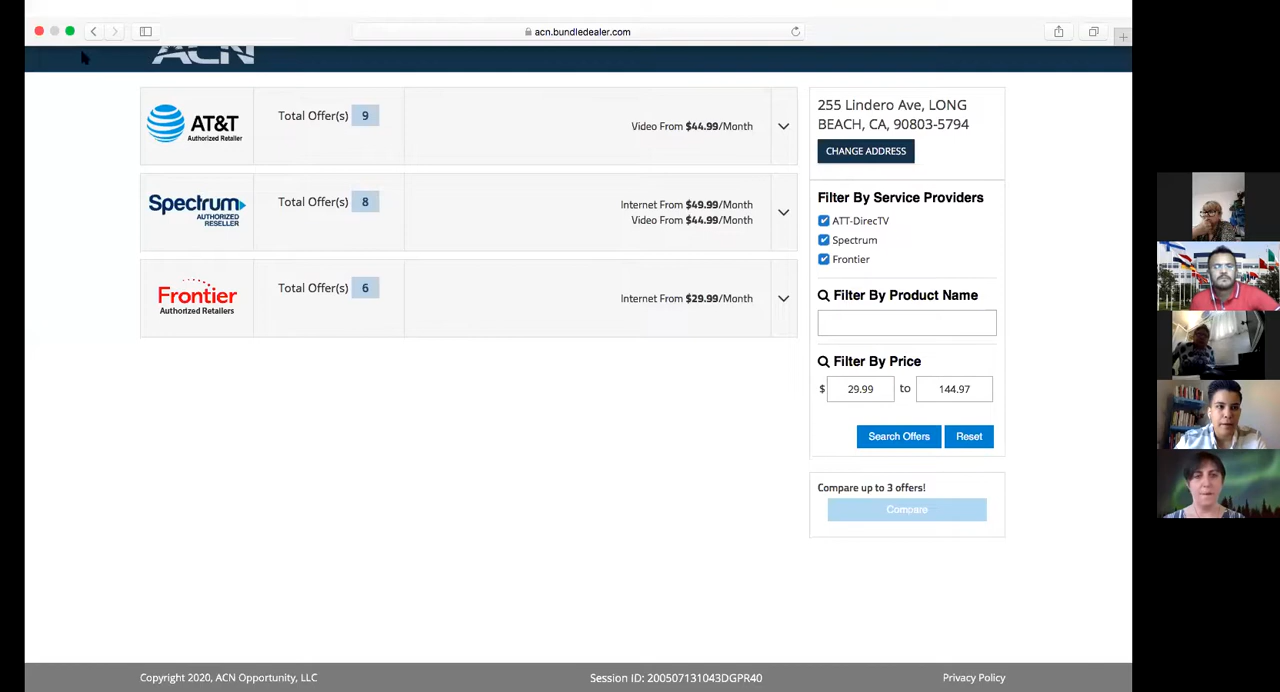 acn.bundledealer.com
ACN
AT&T
Authorized Retailer
Total Offer(s) 9
Video From $44.99/Month
Spectrum
AUTHORIZED
RESELLER
Total Offer(s) 8
Internet From $49.99/Month
Video From $44.99/Month
Frontier
Authorized Retailers
Total Offer(s) 6
Internet From $29.99/Month
255 Lindero Ave, LONG
BEACH, CA, 90803-5794
CHANGE ADDRESS
Filter By Service Providers
ATT-DirecTV
Spectrum
Frontier
Filter By Product Name
Filter By Price
$ 29.99 to 144.97
Search Offers Reset
Compare up to 3 offers!
Compare
Copyright 2020, ACN Opportunity, LLC
Session ID: 200507131043DGPR40
Privacy Policy